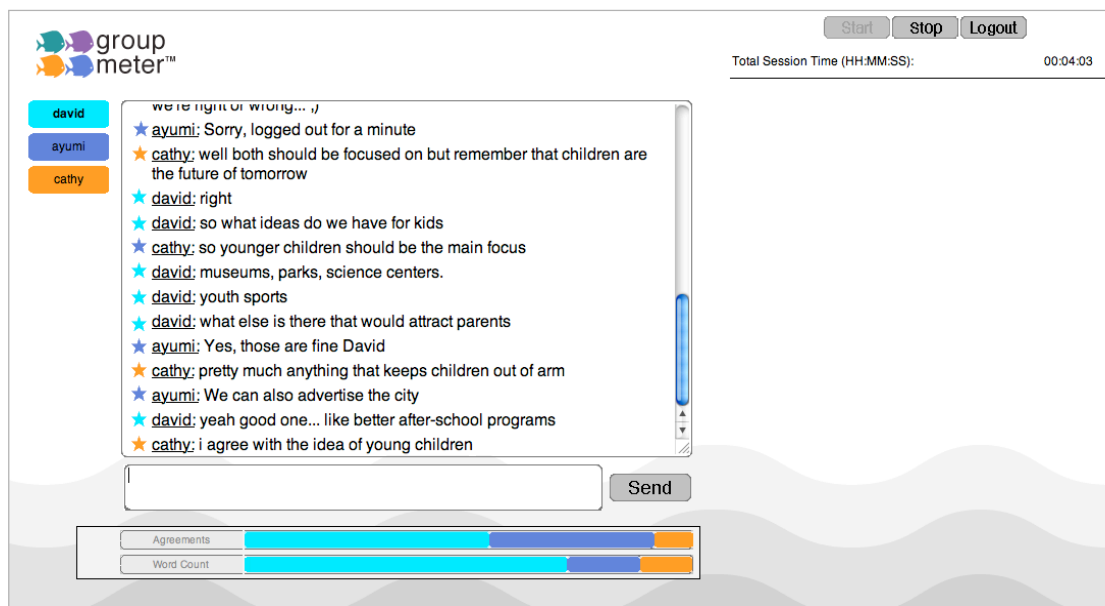 group
meter™
Start Stop Logout
Total Session Time (HH:MM:SS): 00:04:03
david
ayumi
cathy
we're right or wrong... ;)
ayumi: Sorry, logged out for a minute
cathy: well both should be focused on but remember that children are
the future of tomorrow
david: right
david: so what ideas do we have for kids
cathy: so younger children should be the main focus
david: museums, parks, science centers.
david: youth sports
david: what else is there that would attract parents
ayumi: Yes, those are fine David
cathy: pretty much anything that keeps children out of arm
ayumi: We can also advertise the city
david: yeah good one... like better after-school programs
cathy: i agree with the idea of young children
Send
Agreements
Word Count